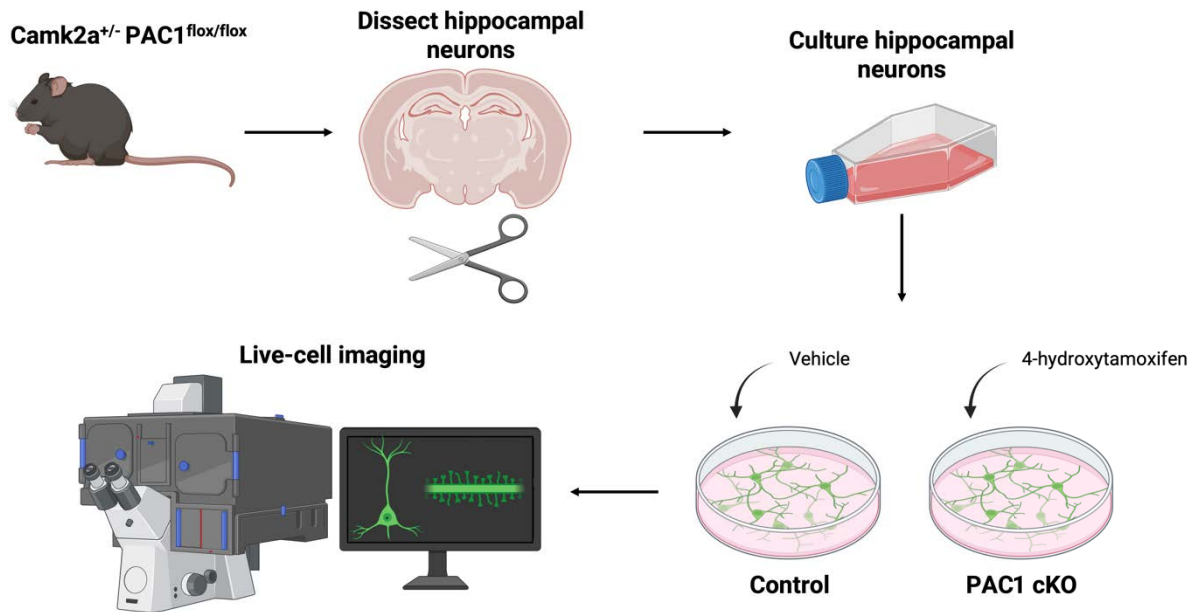 Camk2a+/- PAC1flox/flox
Dissect hippocampal
neurons
Culture hippocampal
neurons
Vehicle
4-hydroxytamoxifen
Control
PAC1 cKO
Live-cell imaging